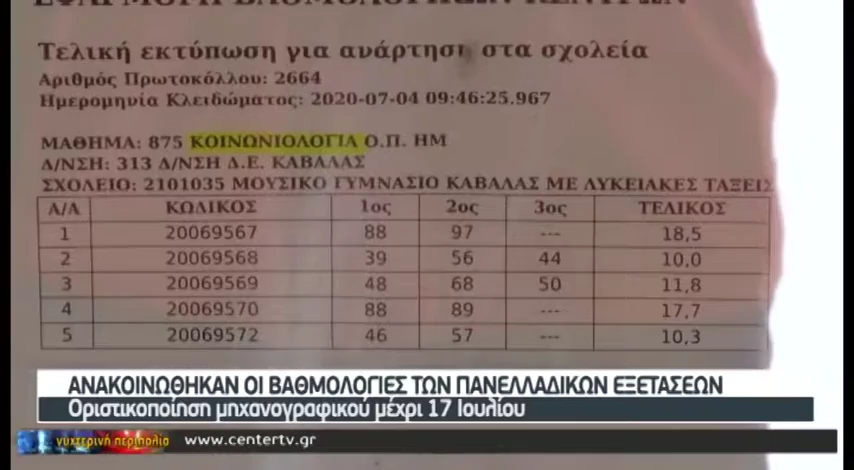 ΕΦΑΡΜΟΓΗ ΒΑΘΜΟΛΟΓΙΚΩΝ ΚΕΝΤΡΩΝ
Τελική εκτύπωση για ανάρτηση στα σχολεία
Αριθμός Πρωτοκόλλου: 2664
Ημερομηνία Κλειδώματος: 2020-07-04 09:46:25.967
ΜΑΘΗΜΑ: 875 ΚΟΙΝΩΝΙΟΛΟΓΙΑ Ο.Π. ΗΜ
Δ/ΝΣΗ: 313 Δ/ΝΣΗ Δ.Ε. ΚΑΒΑΛΑΣ
ΣΧΟΛΕΙΟ: 2101035 ΜΟΥΣΙΚΟ ΓΥΜΝΑΣΙΟ ΚΑΒΑΛΑΣ ΜΕ ΛΥΚΕΙΑΚΕΣ ΤΑΞΕΙΣ
Α/Α ΚΩΔΙΚΟΣ 1ος 2ος 3ος ΤΕΛΙΚΟΣ
1 20069567 88 97 --- 18,5
2 20069568 39 56 44 10,0
3 20069569 48 68 50 11,8
4 20069570 88 89 --- 17,7
5 20069572 46 57 --- 10,3
ΑΝΑΚΟΙΝΩΘΗΚΑΝ ΟΙ ΒΑΘΜΟΛΟΓΙΕΣ ΤΩΝ ΠΑΝΕΛΛΑΔΙΚΩΝ ΕΞΕΤΑΣΕΩΝ
Οριστικοποίηση μηχανογραφικού μέχρι 17 Ιουλίου
νυχτερινή περιπολία www.centertv.gr